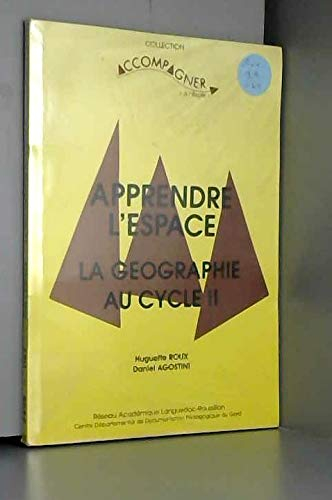 COLLECTION
ACCOMPAGNER
APPRENDRE
L'ESPACE
LA GEOGRAPHIE
AU CYCLE II
Huguette ROUX
Daniel AGOSTINI
Réseau Académique Languedoc-Roussillon
Centre Départemental de Documentation Pédagogique du Gard